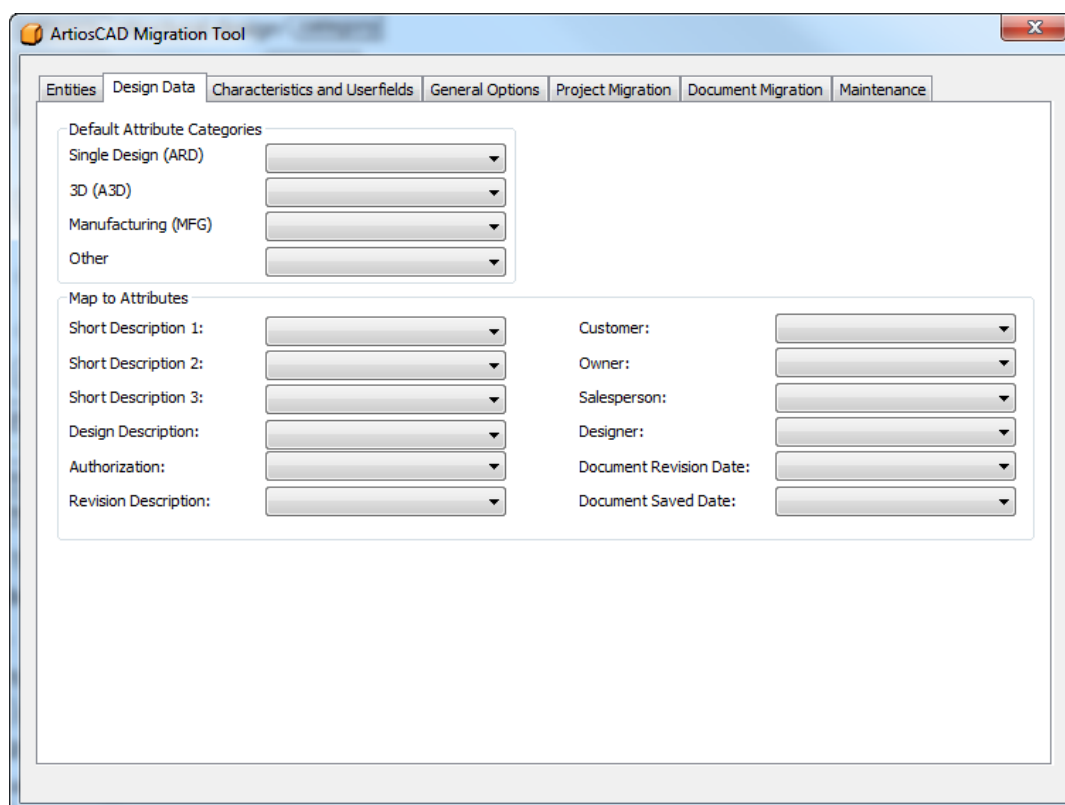 ArtiosCAD Migration Tool
Entities Design Data Characteristics and Userfields General Options Project Migration Document Migration Maintenance
Default Attribute Categories
Single Design (ARD)
3D (A3D)
Manufacturing (MFG)
Other
Map to Attributes
Short Description 1:
Short Description 2:
Short Description 3:
Design Description:
Authorization:
Revision Description:
Customer:
Owner:
Salesperson:
Designer:
Document Revision Date:
Document Saved Date: